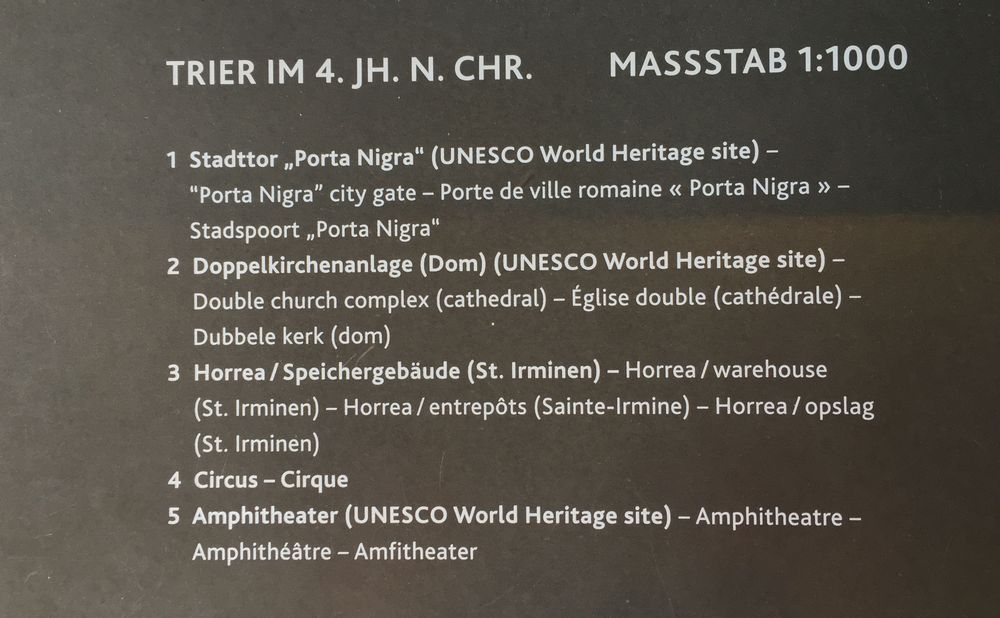 TRIER IM 4. JH. N. CHR. MASSSTAB 1:1000
1 Stadttor „Porta Nigra“ (UNESCO World Heritage site) –
“Porta Nigra” city gate – Porte de ville romaine « Porta Nigra » –
Stadspoort „Porta Nigra“
2 Doppelkirchenanlage (Dom) (UNESCO World Heritage site) –
Double church complex (cathedral) – Église double (cathédrale) –
Dubbele kerk (dom)
3 Horrea / Speichergebäude (St. Irminen) – Horrea / warehouse
(St. Irminen) – Horrea / entrepôts (Sainte-Irmine) – Horrea / opslag
(St. Irminen)
4 Circus – Cirque
5 Amphitheater (UNESCO World Heritage site) – Amphitheatre –
Amphithéâtre – Amfitheater